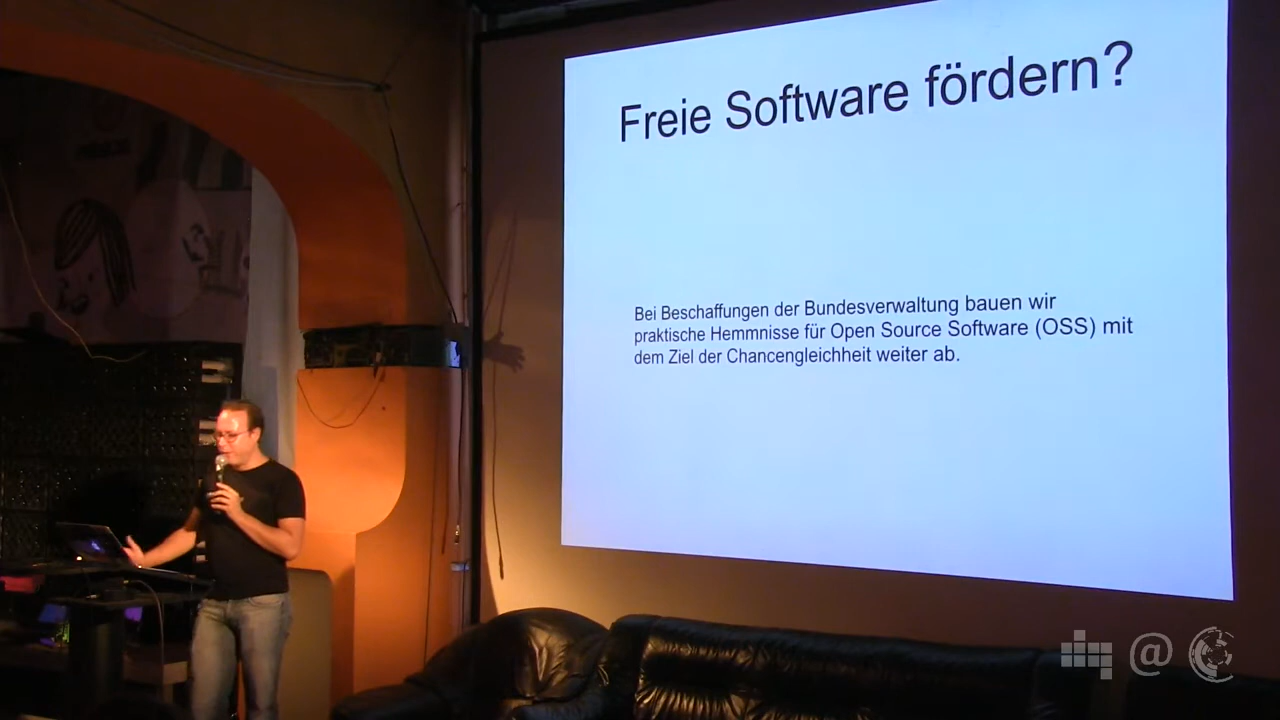 Freie Software fördern?
Bei Beschaffungen der Bundesverwaltung bauen wir
praktische Hemmnisse für Open Source Software (OSS) mit
dem Ziel der Chancengleichheit weiter ab.
@